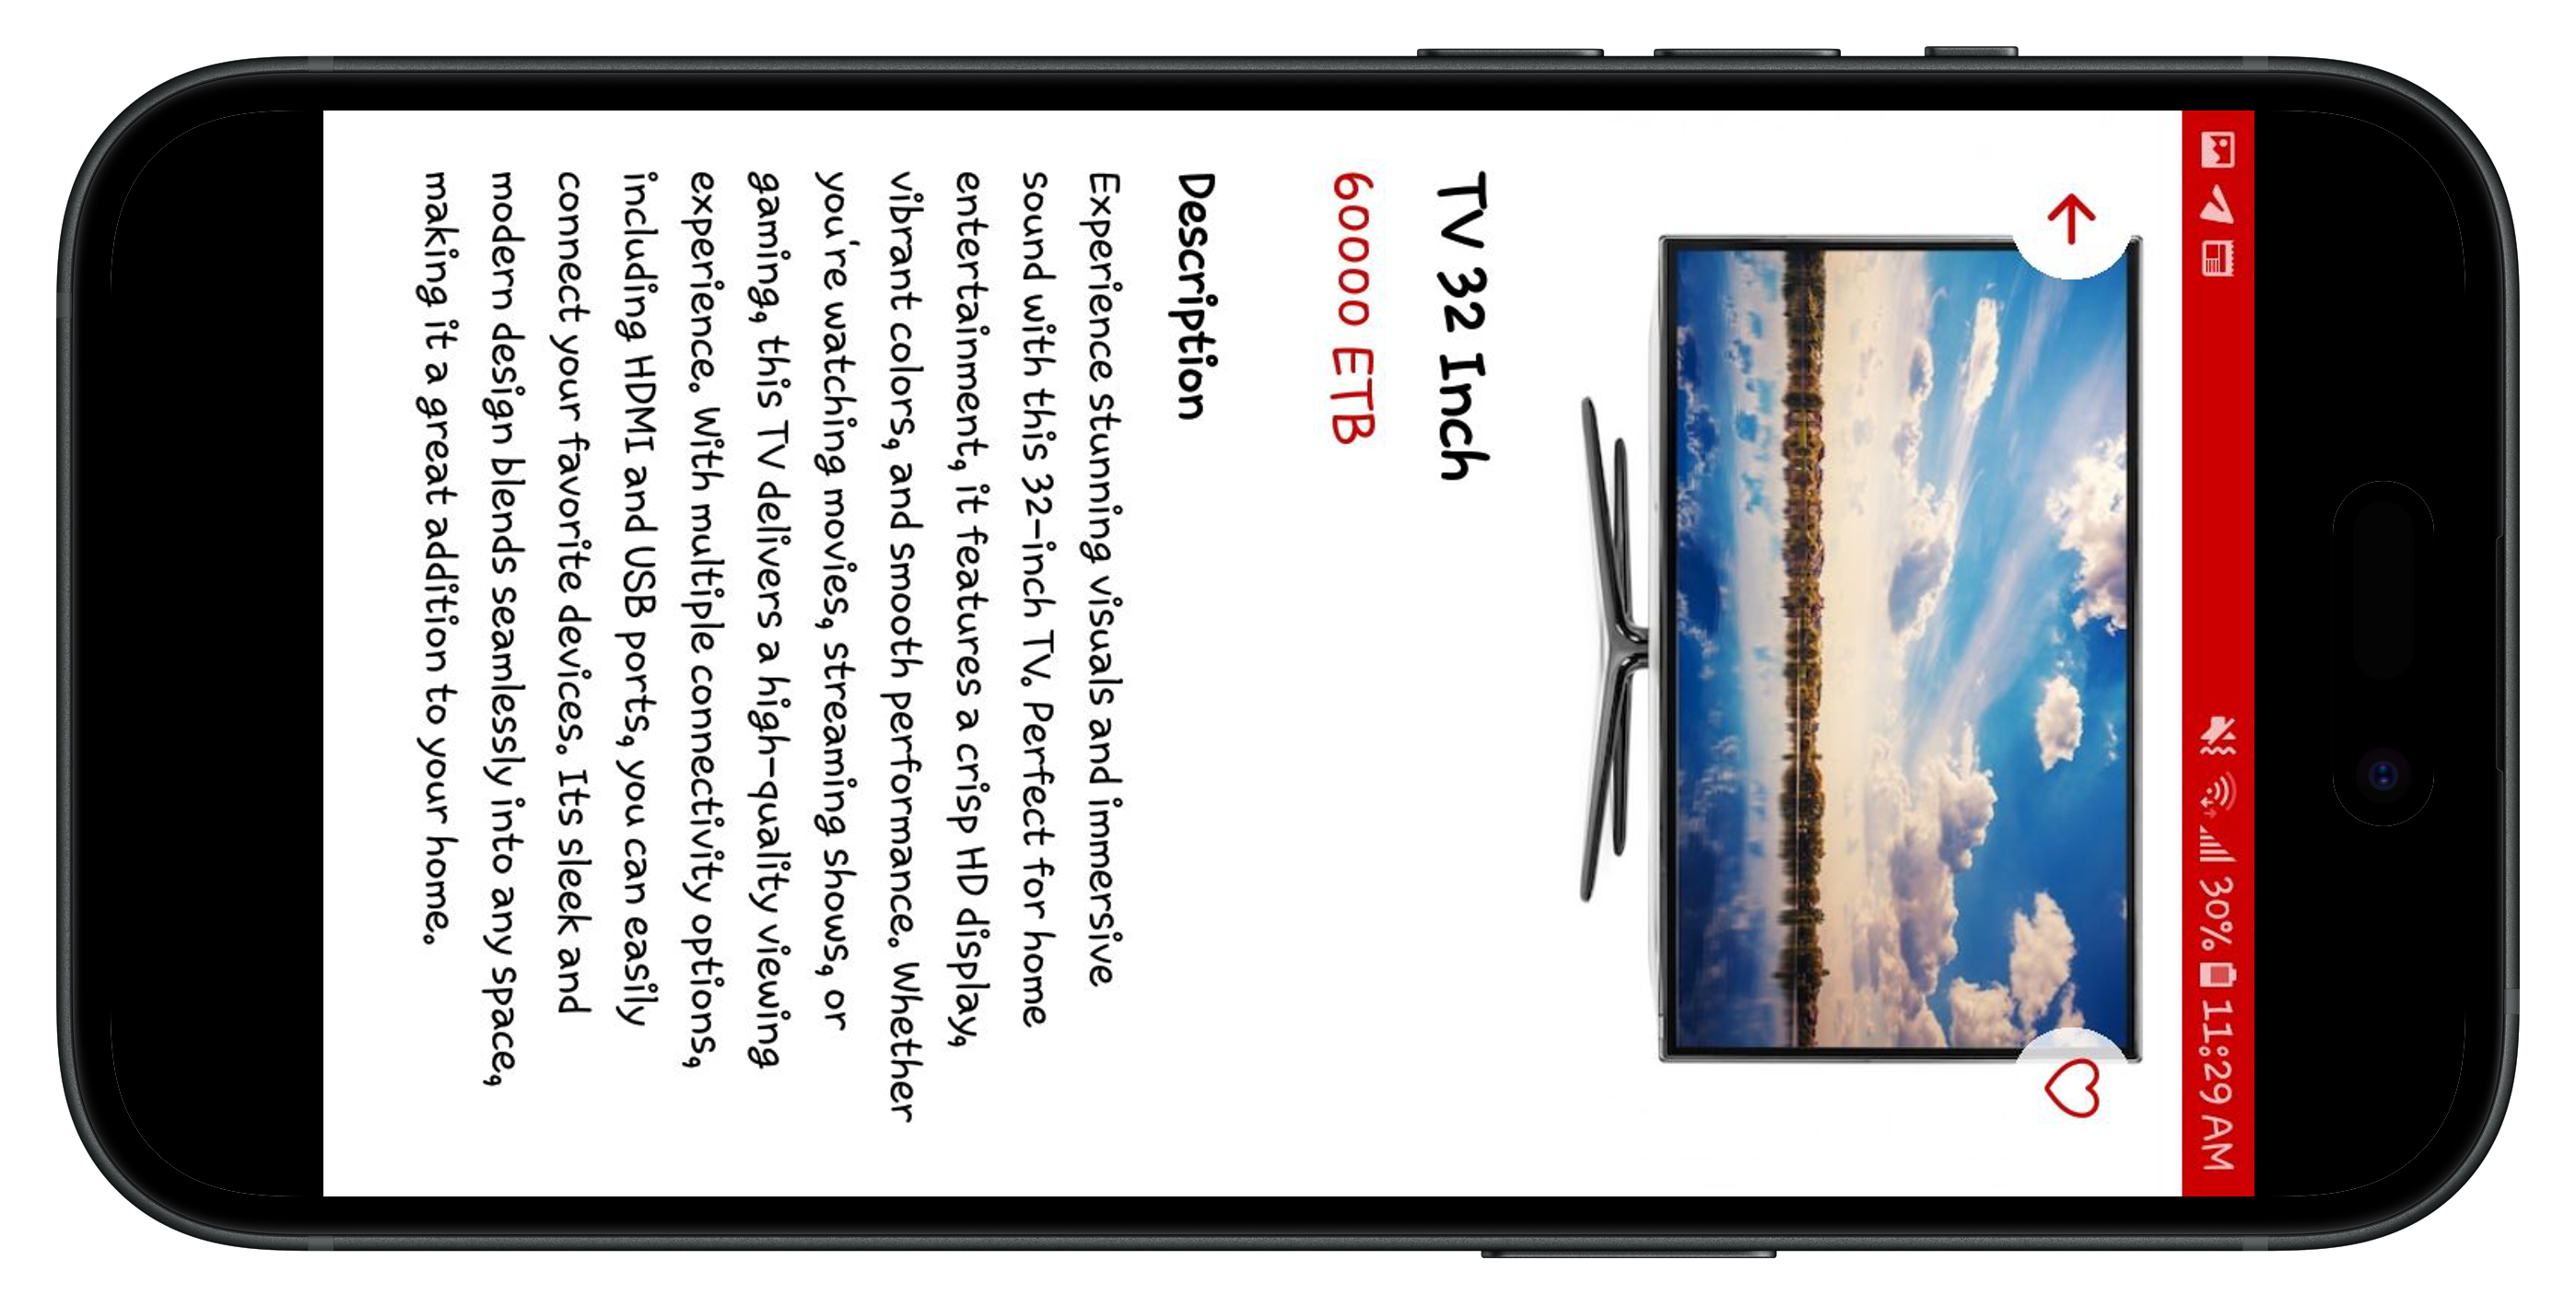 30% 11:29 AM
TV 32 Inch
60000 ETB
Description
Experience stunning visuals and immersive
sound with this 32-inch TV. Perfect for home
entertainment, it features a crisp HD display,
vibrant colors, and smooth performance. Whether
you're watching movies, streaming shows, or
gaming, this TV delivers a high-quality viewing
experience. With multiple connectivity options,
including HDMI and USB ports, you can easily
connect your favorite devices. Its sleek and
modern design blends seamlessly into any space,
making it a great addition to your home.